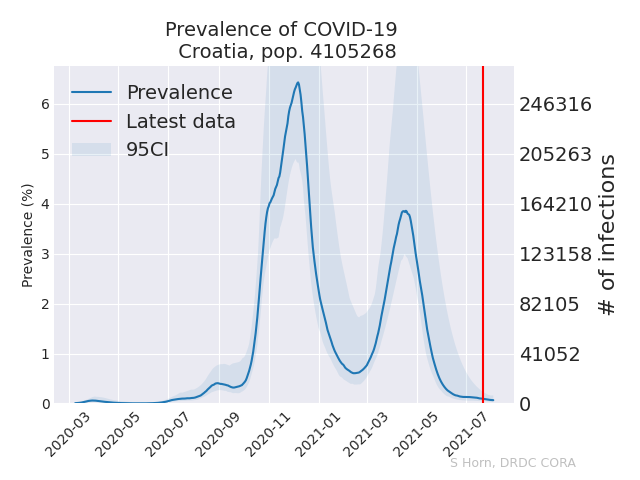 Prevalence of COVID-19
Croatia, pop. 4105268
Prevalence
Latest data
95CI
Prevalence (%)
6
5
4
3
2
1
0
246316
205263
164210
123158
82105
41052
0
# of infections
2020-03
2020-05
2020-07
2020-09
2020-11
2021-01
2021-03
2021-05
2021-07
S Horn, DRDC CORA